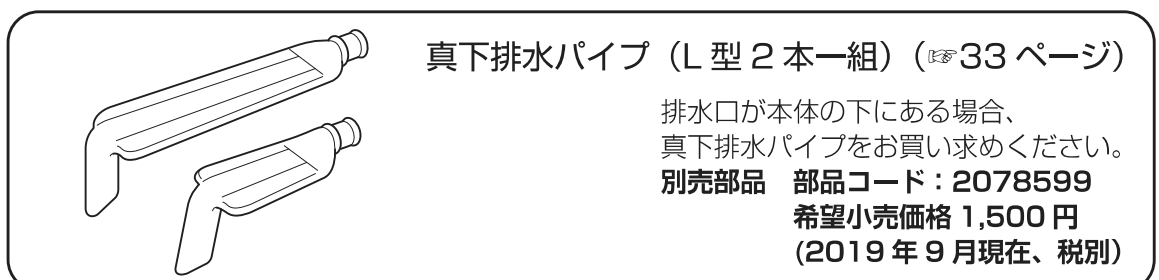 真下排水パイプ（L型2本一組）（☞33ページ）
排水口が本体の下にある場合、
真下排水パイプをお買い求めください。
別売部品　部品コード：2078599
希望小売価格 1,500円
(2019年9月現在、税別）